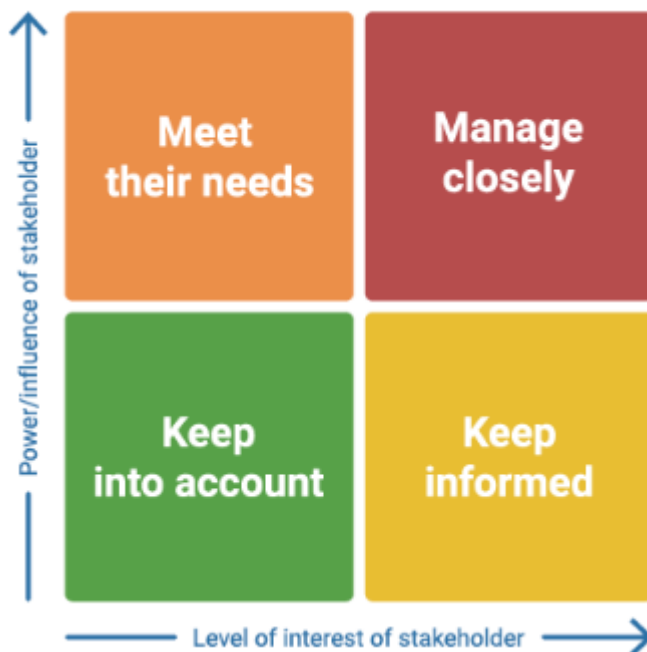 Power/influence of stakeholder
Meet
their needs
Manage
closely
Keep
into account
Keep
informed
Level of interest of stakeholder